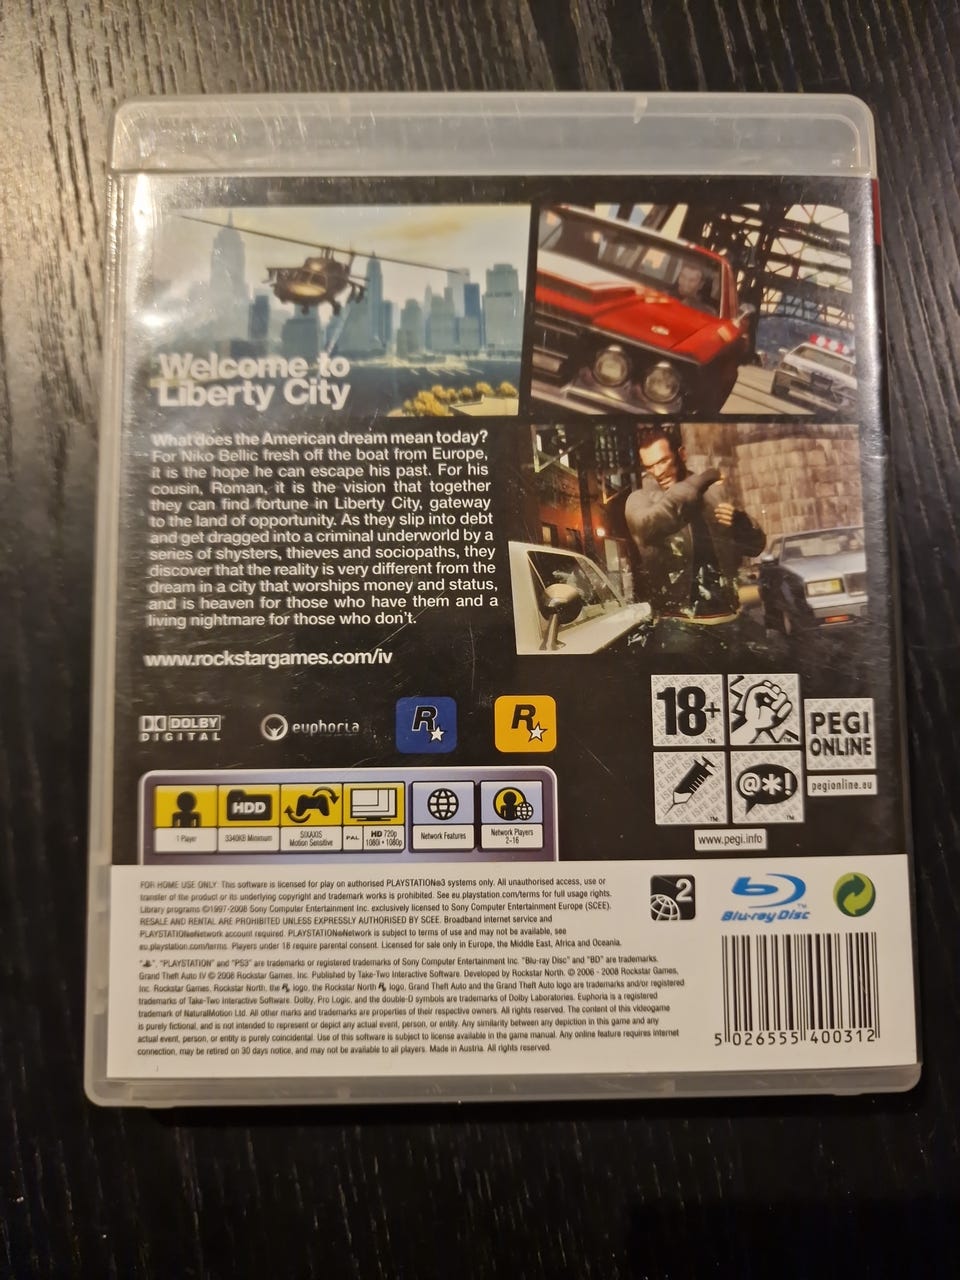 Welcome to
Liberty City
What does the American dream mean today?
For Niko Bellic fresh off the boat from Europe,
it is the hope he can escape his past. For his
cousin, Roman, it is the vision that together
they can find fortune in Liberty City, gateway
to the land of opportunity. As they slip into debt
and get dragged into a criminal underworld by a
series of shysters, thieves and sociopaths, they
discover that the reality is very different from the
dream in a city that worships money and status,
and is heaven for those who have them and a
living nightmare for those who don't.
www.rockstargames.com/iv
DOLBY
DIGITAL
euphoria
R
R
18+
@*!
PEGI
ONLINE
pegionline.eu
www.pegi.info
HDD
1 Player
3340KB Minimum
SIXAXIS
Motion Sensitive
PAL
HD 720p
1080i • 1080p
Network Features
Network Players
2-16
FOR HOME USE ONLY: This software is licensed for play on authorised PLAYSTATION®3 systems only. All unauthorised access, use or
transfer of the product or its underlying copyright and trademark works is prohibited. See eu.playstation.com/terms for full usage rights.
Library programs ©1997-2008 Sony Computer Entertainment Inc. exclusively licensed to Sony Computer Entertainment Europe (SCEE).
RESALE AND RENTAL ARE PROHIBITED UNLESS EXPRESSLY AUTHORISED BY SCEE. Broadband internet service and
PLAYSTATION®Network account required. PLAYSTATION®Network is subject to terms of use and may not be available, see
eu.playstation.com/terms. Players under 18 require parental consent. Licensed for sale only in Europe, the Middle East, Africa and Oceania.
"", "PLAYSTATION" and "PS3" are trademarks or registered trademarks of Sony Computer Entertainment Inc. "Blu-ray Disc" and "BD" are trademarks.
Grand Theft Auto IV © 2008 Rockstar Games, Inc. Published by Take-Two Interactive Software. Developed by Rockstar North. © 2006 - 2008 Rockstar Games,
Inc. Rockstar Games, Rockstar North, the R logo, the Rockstar North R logo, Grand Theft Auto and the Grand Theft Auto logo are trademarks and/or registered
trademarks of Take-Two Interactive Software. Dolby, Pro Logic, and the double-D symbols are trademarks of Dolby Laboratories. Euphoria is a registered
trademark of NaturalMotion Ltd. All other marks and trademarks are properties of their respective owners. All rights reserved. The content of this videogame
is purely fictional, and is not intended to represent or depict any actual event, person, or entity. Any similarity between any depiction in this game and any
actual event, person, or entity is purely coincidental. Use of this software is subject to license available in the game manual. Any online feature requires internet
connection, may be retired on 30 days notice, and may not be available to all players. Made in Austria. All rights reserved.
2
Blu-ray Disc
5 026555 400312